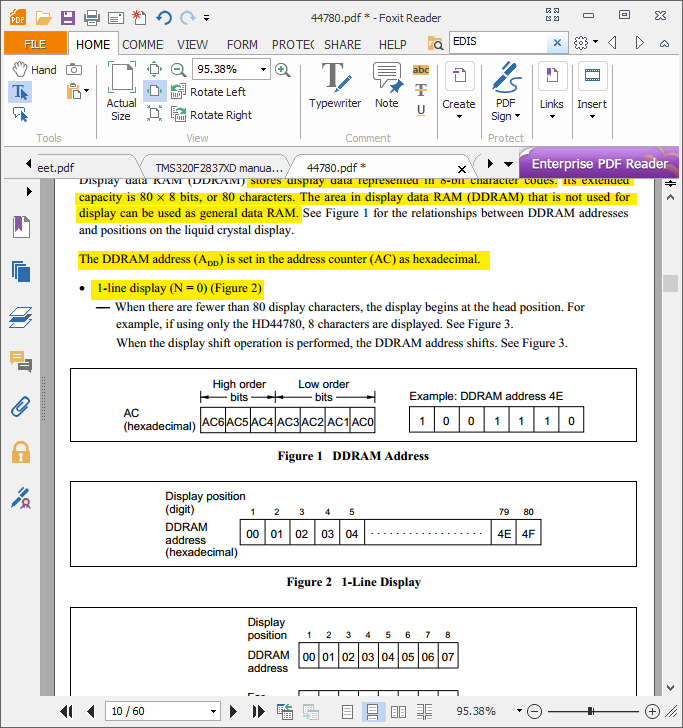 44780.pdf * - Foxit Reader
FILE HOME COMME VIEW FORM PROTEC SHARE HELP EDIS
Hand
Actual Size
95.38%
Rotate Left
Rotate Right
Typewriter
Note
abc
T
U
Create
PDF Sign
Links
Insert
Tools View Comment Protect
eet.pdf TMS320F2837XD manua... 44780.pdf * Enterprise PDF Reader
Display data RAM (DDRAM) stores display data represented in 8-bit character codes. Its extended
capacity is 80 × 8 bits, or 80 characters. The area in display data RAM (DDRAM) that is not used for
display can be used as general data RAM. See Figure 1 for the relationships between DDRAM addresses
and positions on the liquid crystal display.
The DDRAM address (ADD) is set in the address counter (AC) as hexadecimal.
• 1-line display (N = 0) (Figure 2)
— When there are fewer than 80 display characters, the display begins at the head position. For
example, if using only the HD44780, 8 characters are displayed. See Figure 3.
When the display shift operation is performed, the DDRAM address shifts. See Figure 3.
High order bits Low order bits
AC (hexadecimal) AC6 AC5 AC4 AC3 AC2 AC1 AC0
Example: DDRAM address 4E
1 0 0 1 1 1 0
Figure 1 DDRAM Address
Display position (digit) 1 2 3 4 5 79 80
DDRAM address (hexadecimal) 00 01 02 03 04 .................. 4E 4F
Figure 2 1-Line Display
Display position 1 2 3 4 5 6 7 8
DDRAM address 00 01 02 03 04 05 06 07
10 / 60
95.38%